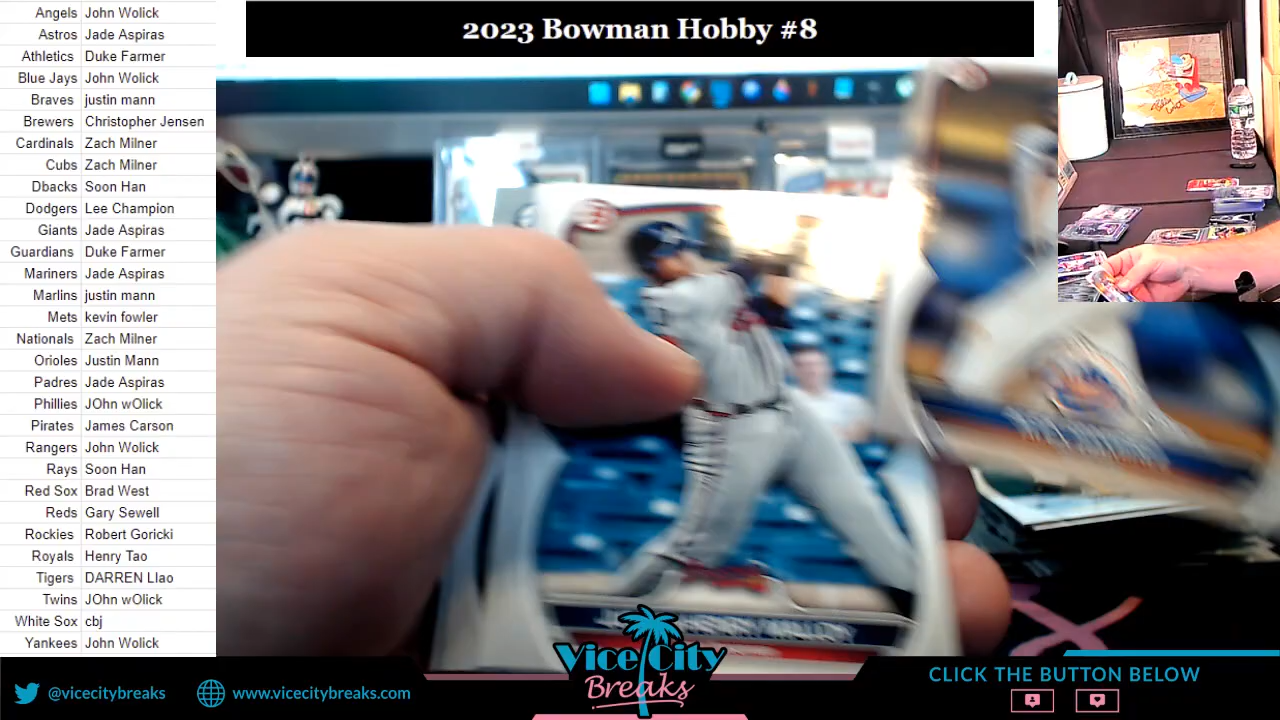 2023 Bowman Hobby #8
Angels John Wolick
Astros Jade Aspiras
Athletics Duke Farmer
Blue Jays John Wolick
Braves justin mann
Brewers Christopher Jensen
Cardinals Zach Milner
Cubs Zach Milner
Dbacks Soon Han
Dodgers Lee Champion
Giants Jade Aspiras
Guardians Duke Farmer
Mariners Jade Aspiras
Marlins justin mann
Mets kevin fowler
Nationals Zach Milner
Orioles Justin Mann
Padres Jade Aspiras
Phillies JOhn wOlick
Pirates James Carson
Rangers John Wolick
Rays Soon Han
Red Sox Brad West
Reds Gary Sewell
Rockies Robert Goricki
Royals Henry Tao
Tigers DARREN LIao
Twins JOhn wOlick
White Sox cbj
Yankees John Wolick
Vice City
Breaks
@vicecitybreaks
www.vicecitybreaks.com
CLICK THE BUTTON BELOW